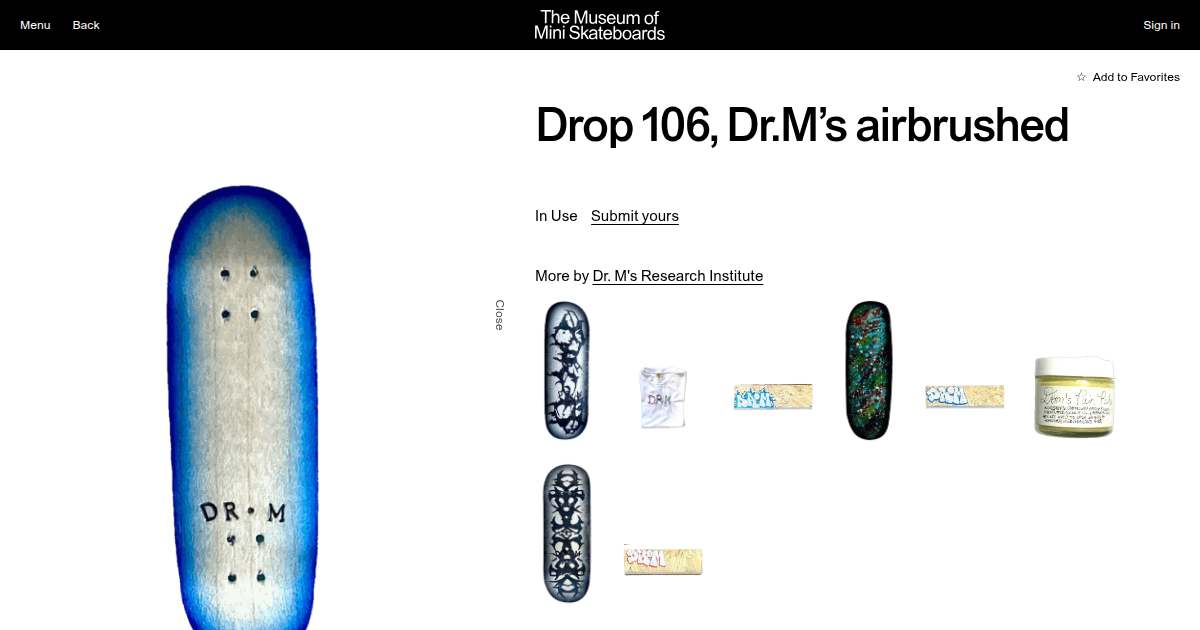 Menu
Back
The Museum of
Mini Skateboards
Sign in
☆ Add to Favorites
Drop 106, Dr.M’s airbrushed
In Use Submit yours
More by Dr. M's Research Institute
Close
DR • M
DR M